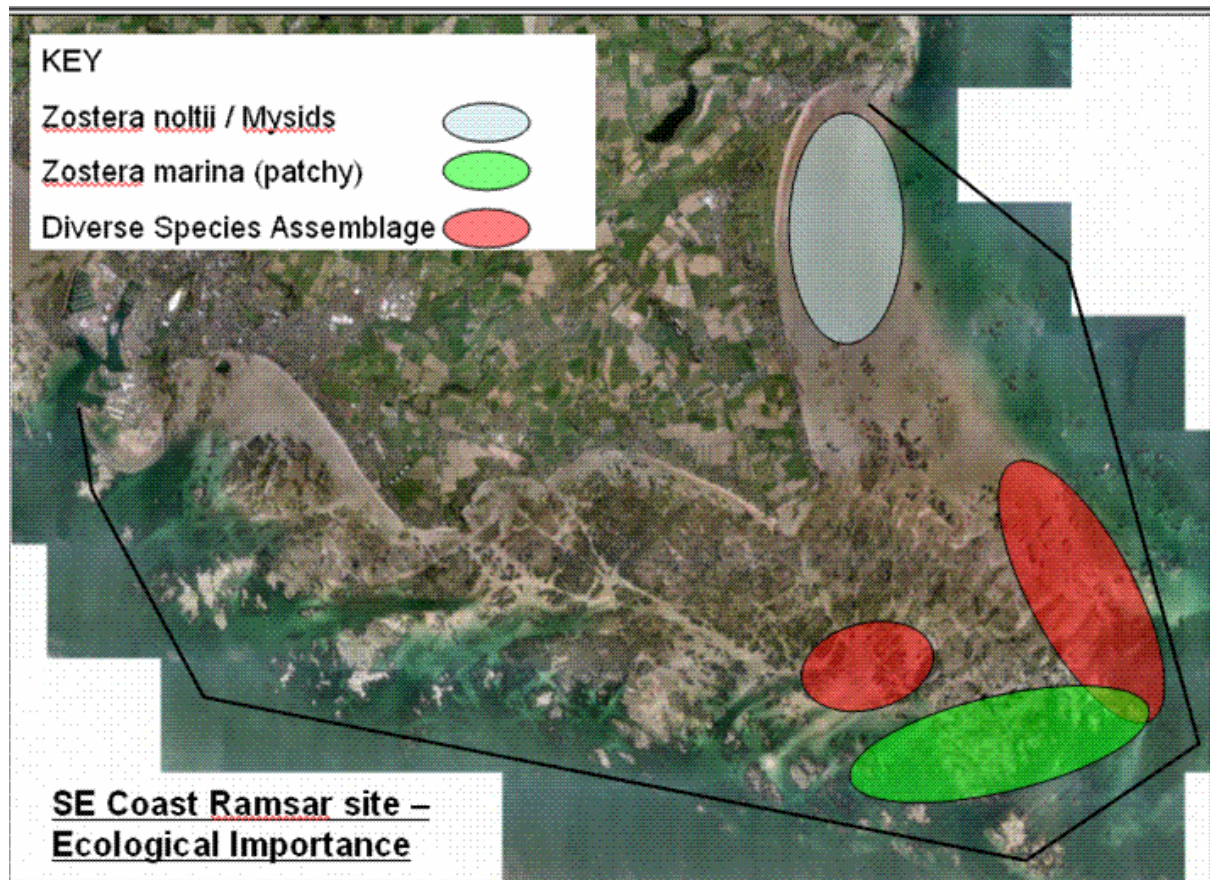 KEY
Zostera noltii / Mysids
Zostera marina (patchy)
Diverse Species Assemblage
SE Coast Ramsar site –
Ecological Importance